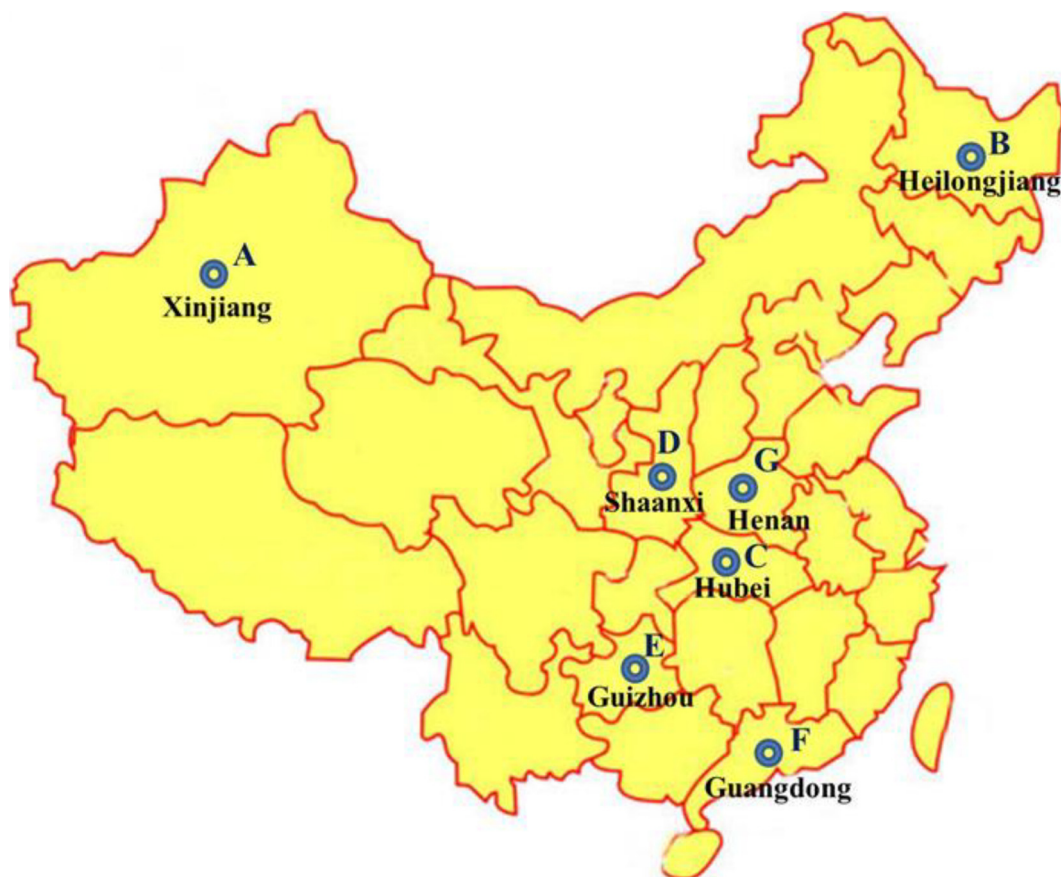 B
Heilongjiang
A
Xinjiang
D
Shaanxi
G
Henan
C
Hubei
E
Guizhou
F
Guangdong